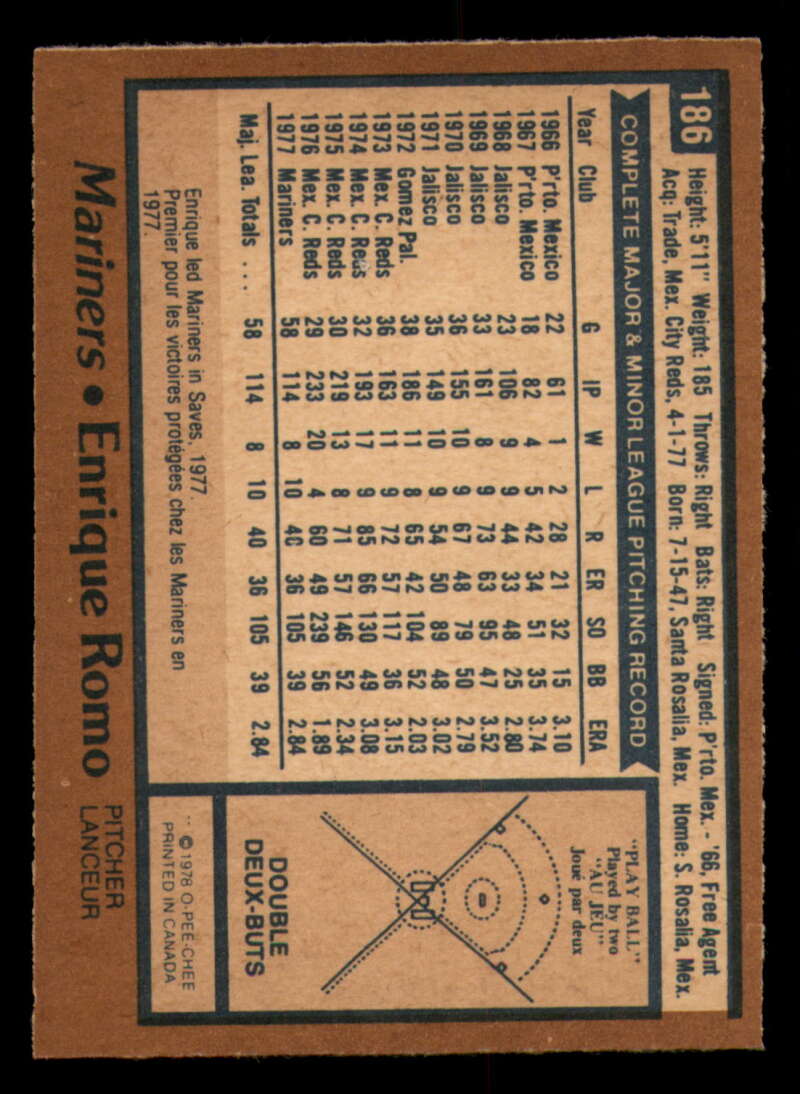 186
Height: 5'11" Weight: 185 Throws: Right Bats: Right Signed: P'rto. Mex. - '66, Free Agent
Acq: Trade, Mex. City Reds, 4-1-77 Born: 7-15-47, Santa Rosalia, Mex. Home: S. Rosalia, Mex.
COMPLETE MAJOR & MINOR LEAGUE PITCHING RECORD
Year Club G IP W L R ER SO BB ERA
1966 P'rto. Mexico 22 61 1 2 28 21 32 15 3.10
1967 P'rto. Mexico 18 82 4 5 42 34 51 35 3.74
1968 Jalisco 23 106 9 9 44 33 48 25 2.80
1969 Jalisco 33 161 8 9 73 63 95 47 3.52
1970 Jalisco 36 155 10 9 67 48 79 50 2.79
1971 Jalisco 35 149 10 9 54 50 89 48 3.02
1972 Gomez Pal. 38 186 11 8 65 42 104 52 2.03
1973 Mex. C. Reds 36 163 11 9 72 57 117 36 3.15
1974 Mex. C. Reds 32 193 17 9 85 66 130 49 3.08
1975 Mex. C. Reds 30 219 13 8 71 57 146 52 2.34
1976 Mex. C. Reds 29 233 20 4 60 49 239 56 1.89
1977 Mariners 58 114 8 10 40 36 105 39 2.84
Maj. Lea. Totals ... 58 114 8 10 40 36 105 39 2.84
Enrique led Mariners in Saves, 1977.
Premier pour les victoires protégées chez les Mariners en
1977.
"PLAY BALL"
Played by two
"AU JEU"
Joué par deux
DOUBLE
DEUX-BUTS
** © 1978 O-PEE-CHEE
PRINTED IN CANADA
Mariners • Enrique Romo
PITCHER
LANCEUR